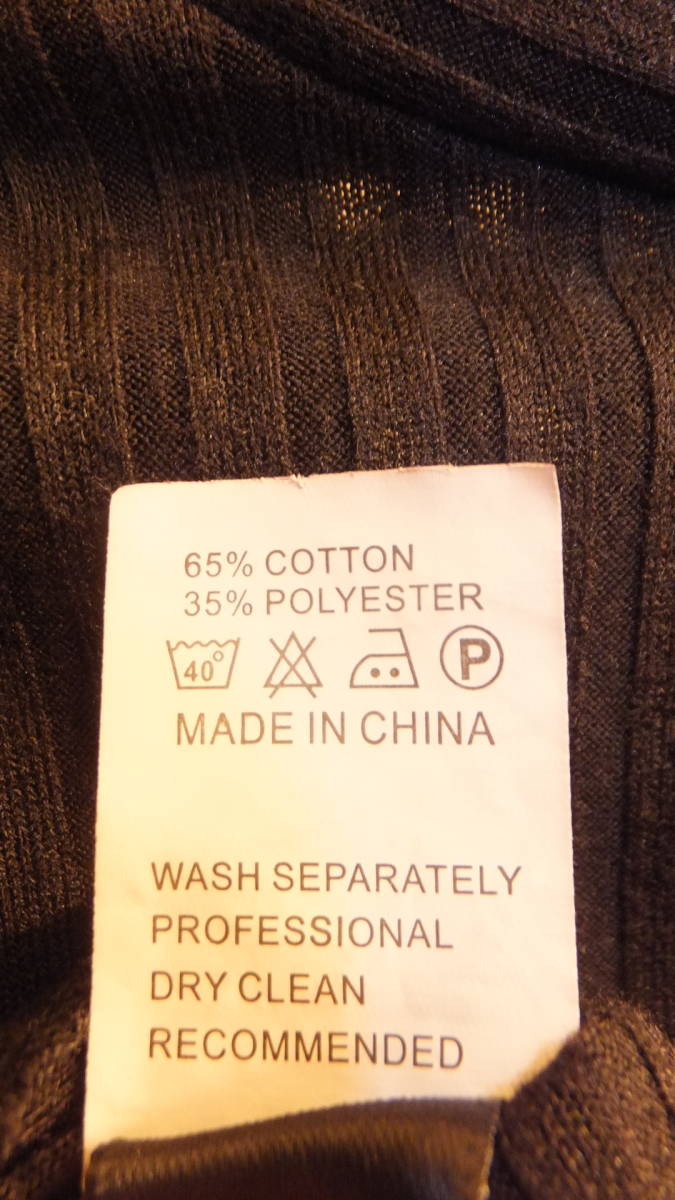 65% COTTON
35% POLYESTER
40° P
MADE IN CHINA
WASH SEPARATELY
PROFESSIONAL
DRY CLEAN
RECOMMENDED